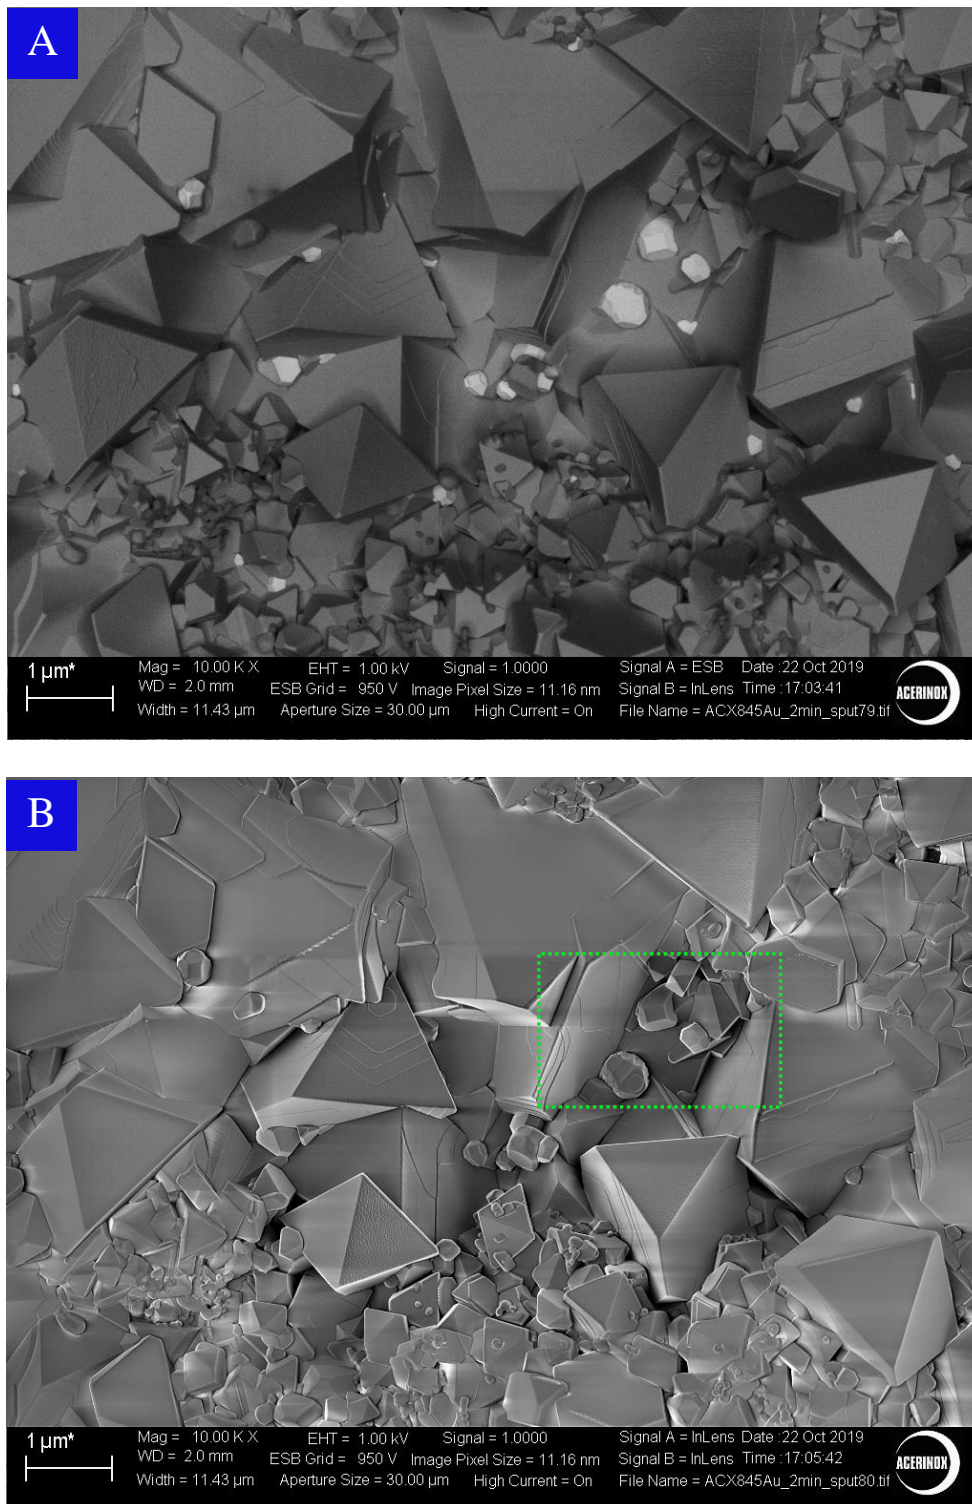 A
1 µm*
Mag = 10.00 K X EHT = 1.00 kV Signal = 1.0000 Signal A = ESB Date :22 Oct 2019
WD = 2.0 mm ESB Grid = 950 V Image Pixel Size = 11.16 nm Signal B = InLens Time :17:03:41
Width = 11.43 µm Aperture Size = 30.00 µm High Current = On File Name = ACX845Au_2min_sput79.tif
ACERINOX
B
1 µm*
Mag = 10.00 K X EHT = 1.00 kV Signal = 1.0000 Signal A = InLens Date :22 Oct 2019
WD = 2.0 mm ESB Grid = 950 V Image Pixel Size = 11.16 nm Signal B = InLens Time :17:05:42
Width = 11.43 µm Aperture Size = 30.00 µm High Current = On File Name = ACX845Au_2min_sput80.tif
ACERINOX